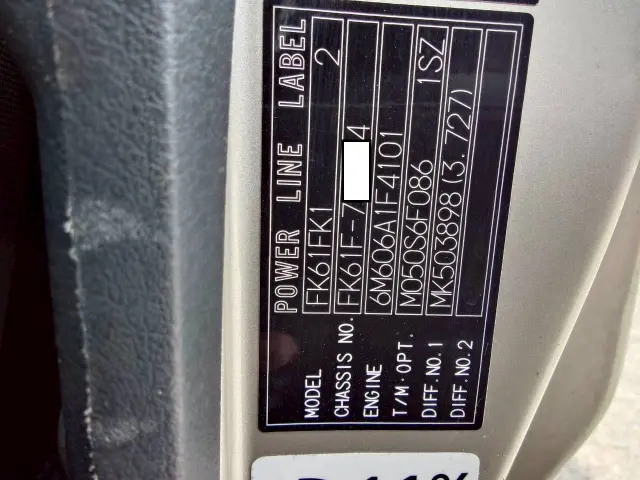 POWER LINE LABEL
MODEL FK61FK1 2
CHASSIS NO. FK61F-7 4
ENGINE 6M606A1F4101
T/M·OPT. M050S6F086 1SZ
DIFF.NO.1 MK503898(3.727)
DIFF.NO.2